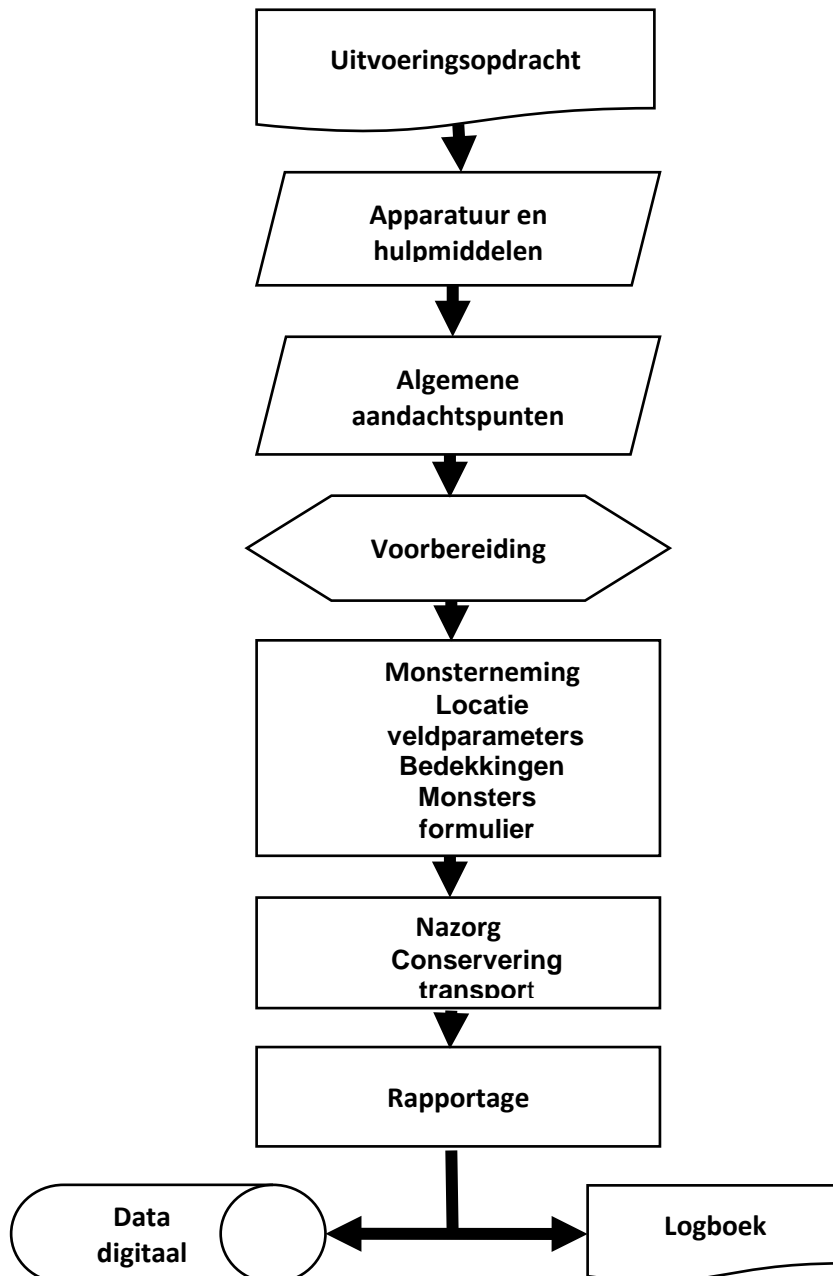 Uitvoeringsopdracht
Apparatuur en
hulpmiddelen
Algemene
aandachtspunten
Voorbereiding
Monsterneming
Locatie
veldparameters
Bedekkingen
Monsters
formulier
Nazorg
Conservering
transport
Rapportage
Data
digitaal
Logboek